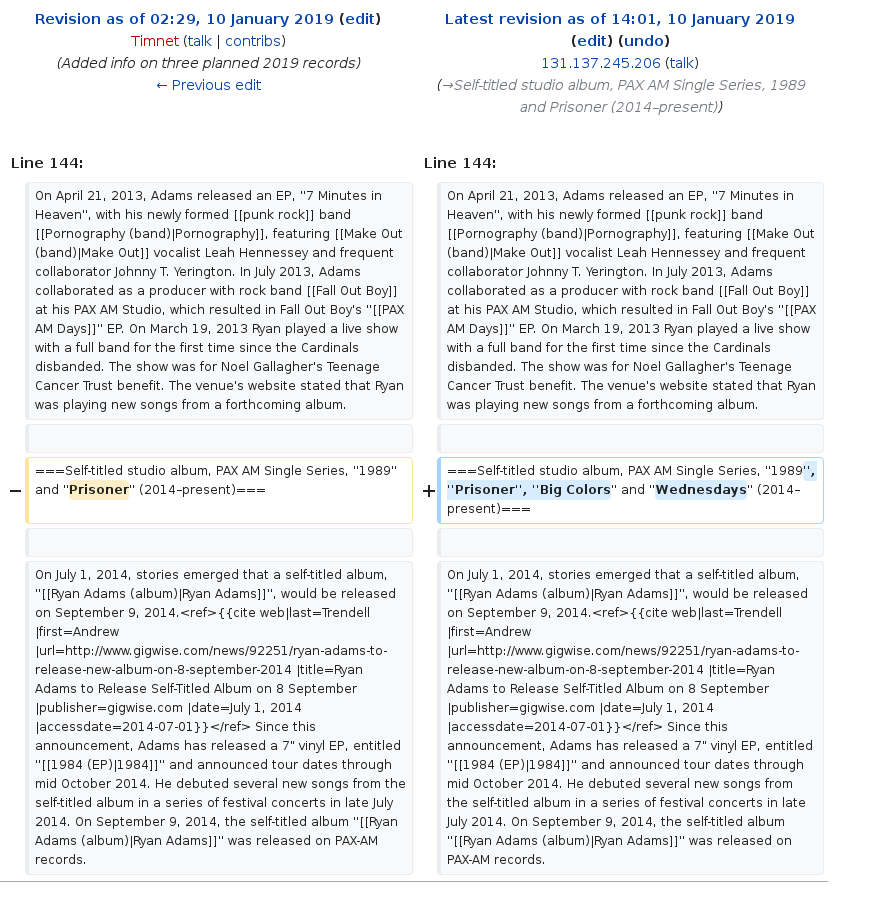 Revision as of 02:29, 10 January 2019 (edit)
Timnet (talk | contribs)
(Added info on three planned 2019 records)
← Previous edit
Latest revision as of 14:01, 10 January 2019
(edit) (undo)
131.137.245.206 (talk)
(→Self-titled studio album, PAX AM Single Series, 1989
and Prisoner (2014–present))
Line 144:
On April 21, 2013, Adams released an EP, ''7 Minutes in
Heaven'', with his newly formed [[punk rock]] band
[[Pornography (band)|Pornography]], featuring [[Make Out
(band)|Make Out]] vocalist Leah Hennessey and frequent
collaborator Johnny T. Yerington. In July 2013, Adams
collaborated as a producer with rock band [[Fall Out Boy]]
at his PAX AM Studio, which resulted in Fall Out Boy's ''[[PAX
AM Days]]'' EP. On March 19, 2013 Ryan played a live show
with a full band for the first time since the Cardinals
disbanded. The show was for Noel Gallagher's Teenage
Cancer Trust benefit. The venue's website stated that Ryan
was playing new songs from a forthcoming album.
− ===Self-titled studio album, PAX AM Single Series, ''1989''
and ''Prisoner'' (2014–present)===
On July 1, 2014, stories emerged that a self-titled album,
''[[Ryan Adams (album)|Ryan Adams]]'', would be released
on September 9, 2014.<ref>{{cite web|last=Trendell
|first=Andrew
|url=http://www.gigwise.com/news/92251/ryan-adams-to-
release-new-album-on-8-september-2014 |title=Ryan
Adams to Release Self-Titled Album on 8 September
|publisher=gigwise.com |date=July 1, 2014
|accessdate=2014-07-01}}</ref> Since this
announcement, Adams has released a 7" vinyl EP, entitled
''[[1984 (EP)|1984]]'' and announced tour dates through
mid October 2014. He debuted several new songs from the
self-titled album in a series of festival concerts in late July
2014. On September 9, 2014, the self-titled album ''[[Ryan
Adams (album)|Ryan Adams]]'' was released on PAX-AM
records.
Line 144:
On April 21, 2013, Adams released an EP, ''7 Minutes in
Heaven'', with his newly formed [[punk rock]] band
[[Pornography (band)|Pornography]], featuring [[Make Out
(band)|Make Out]] vocalist Leah Hennessey and frequent
collaborator Johnny T. Yerington. In July 2013, Adams
collaborated as a producer with rock band [[Fall Out Boy]]
at his PAX AM Studio, which resulted in Fall Out Boy's ''[[PAX
AM Days]]'' EP. On March 19, 2013 Ryan played a live show
with a full band for the first time since the Cardinals
disbanded. The show was for Noel Gallagher's Teenage
Cancer Trust benefit. The venue's website stated that Ryan
was playing new songs from a forthcoming album.
+ ===Self-titled studio album, PAX AM Single Series, ''1989'',
''Prisoner'', ''Big Colors'' and ''Wednesdays'' (2014–
present)===
On July 1, 2014, stories emerged that a self-titled album,
''[[Ryan Adams (album)|Ryan Adams]]'', would be released
on September 9, 2014.<ref>{{cite web|last=Trendell
|first=Andrew
|url=http://www.gigwise.com/news/92251/ryan-adams-to-
release-new-album-on-8-september-2014 |title=Ryan
Adams to Release Self-Titled Album on 8 September
|publisher=gigwise.com |date=July 1, 2014
|accessdate=2014-07-01}}</ref> Since this
announcement, Adams has released a 7" vinyl EP, entitled
''[[1984 (EP)|1984]]'' and announced tour dates through
mid October 2014. He debuted several new songs from
the self-titled album in a series of festival concerts in late
July 2014. On September 9, 2014, the self-titled album
''[[Ryan Adams (album)|Ryan Adams]]'' was released on
PAX-AM records.